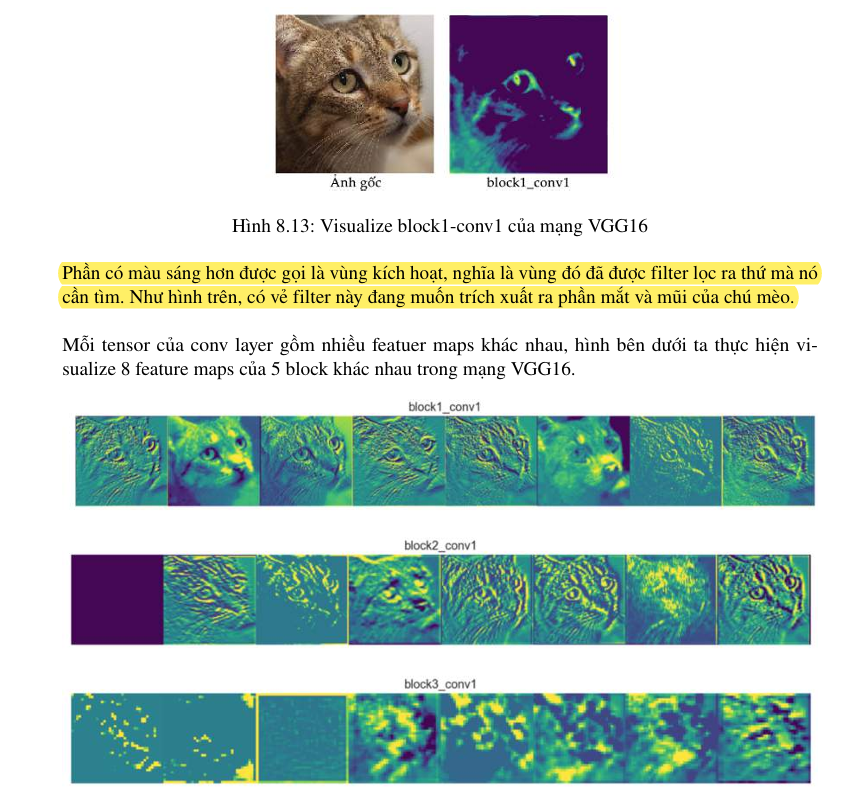 Ảnh gốc
block1_conv1
Hình 8.13: Visualize block1-conv1 của mạng VGG16
Phần có màu sáng hơn được gọi là vùng kích hoạt, nghĩa là vùng đó đã được filter lọc ra thứ mà nó
cần tìm. Như hình trên, có vẻ filter này đang muốn trích xuất ra phần mắt và mũi của chú mèo.
Mỗi tensor của conv layer gồm nhiều featuer maps khác nhau, hình bên dưới ta thực hiện vi-
sualize 8 feature maps của 5 block khác nhau trong mạng VGG16.
block1_conv1
block2_conv1
block3_conv1